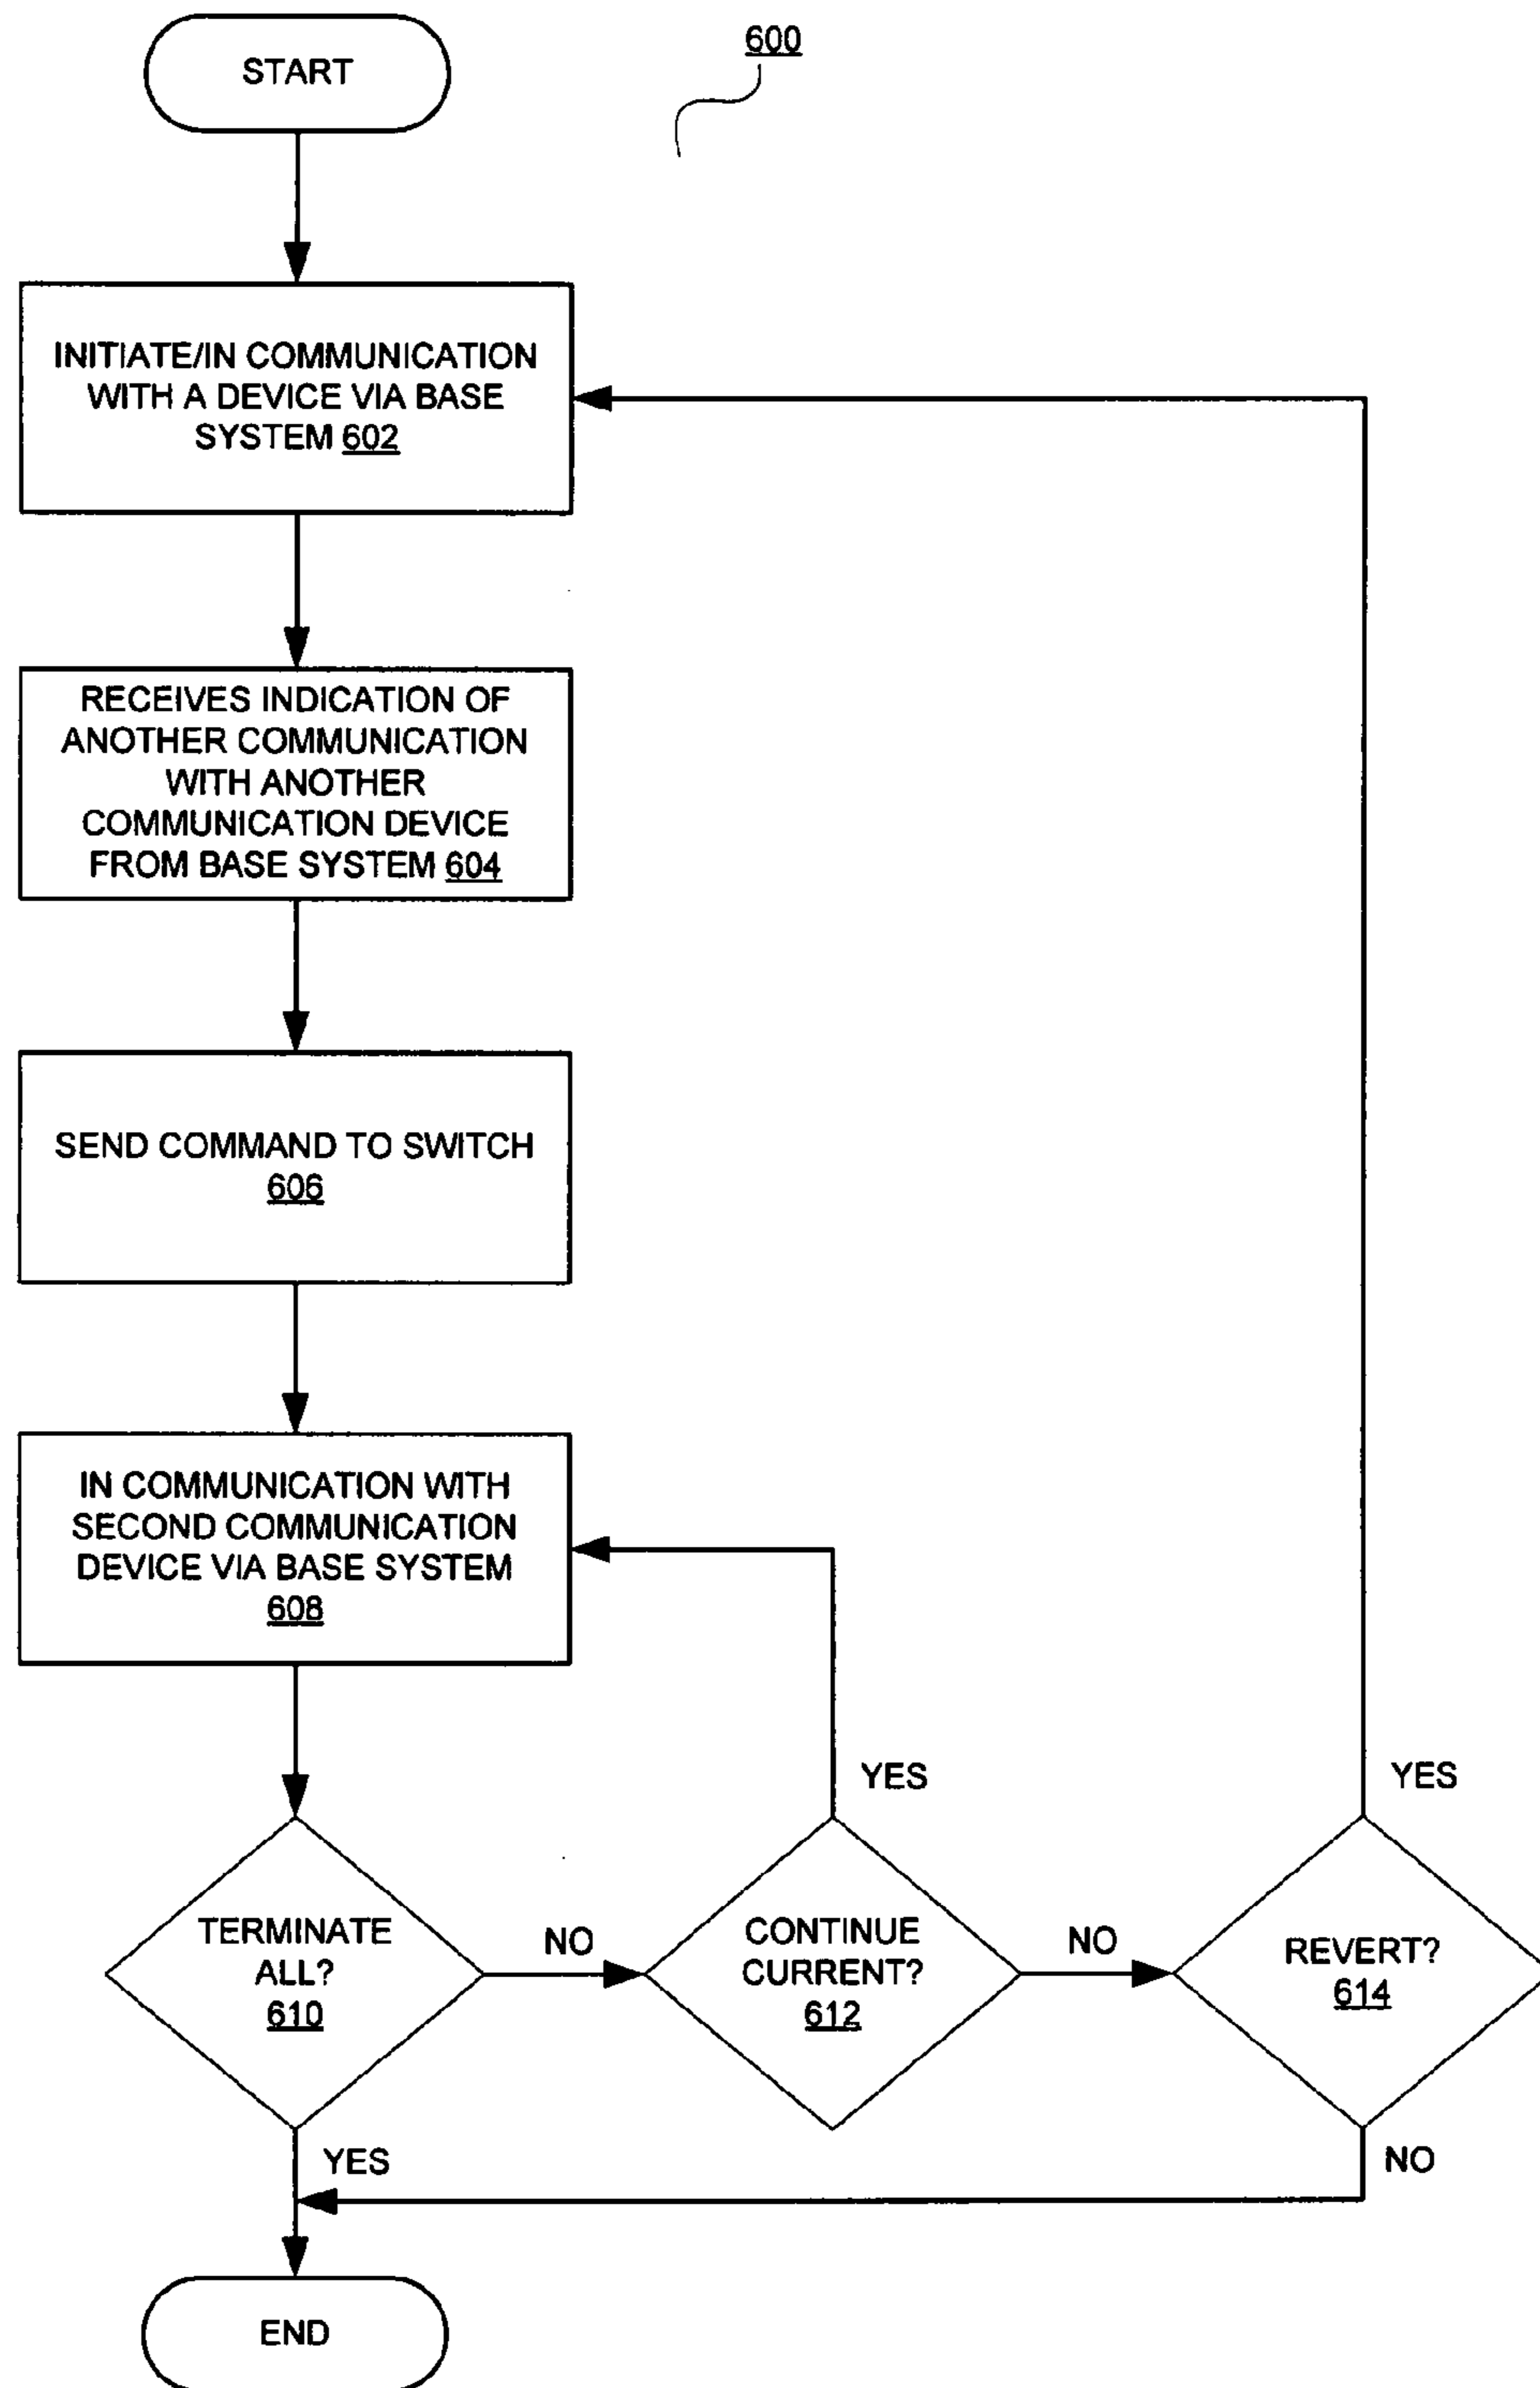 START
600
INITIATE/IN COMMUNICATION
WITH A DEVICE VIA BASE
SYSTEM 602
RECEIVES INDICATION OF
ANOTHER COMMUNICATION
WITH ANOTHER
COMMUNICATION DEVICE
FROM BASE SYSTEM 604
SEND COMMAND TO SWITCH
606
IN COMMUNICATION WITH
SECOND COMMUNICATION
DEVICE VIA BASE SYSTEM
608
YES
YES
TERMINATE
ALL?
610
NO
CONTINUE
CURRENT?
612
NO
REVERT?
614
YES
NO
END